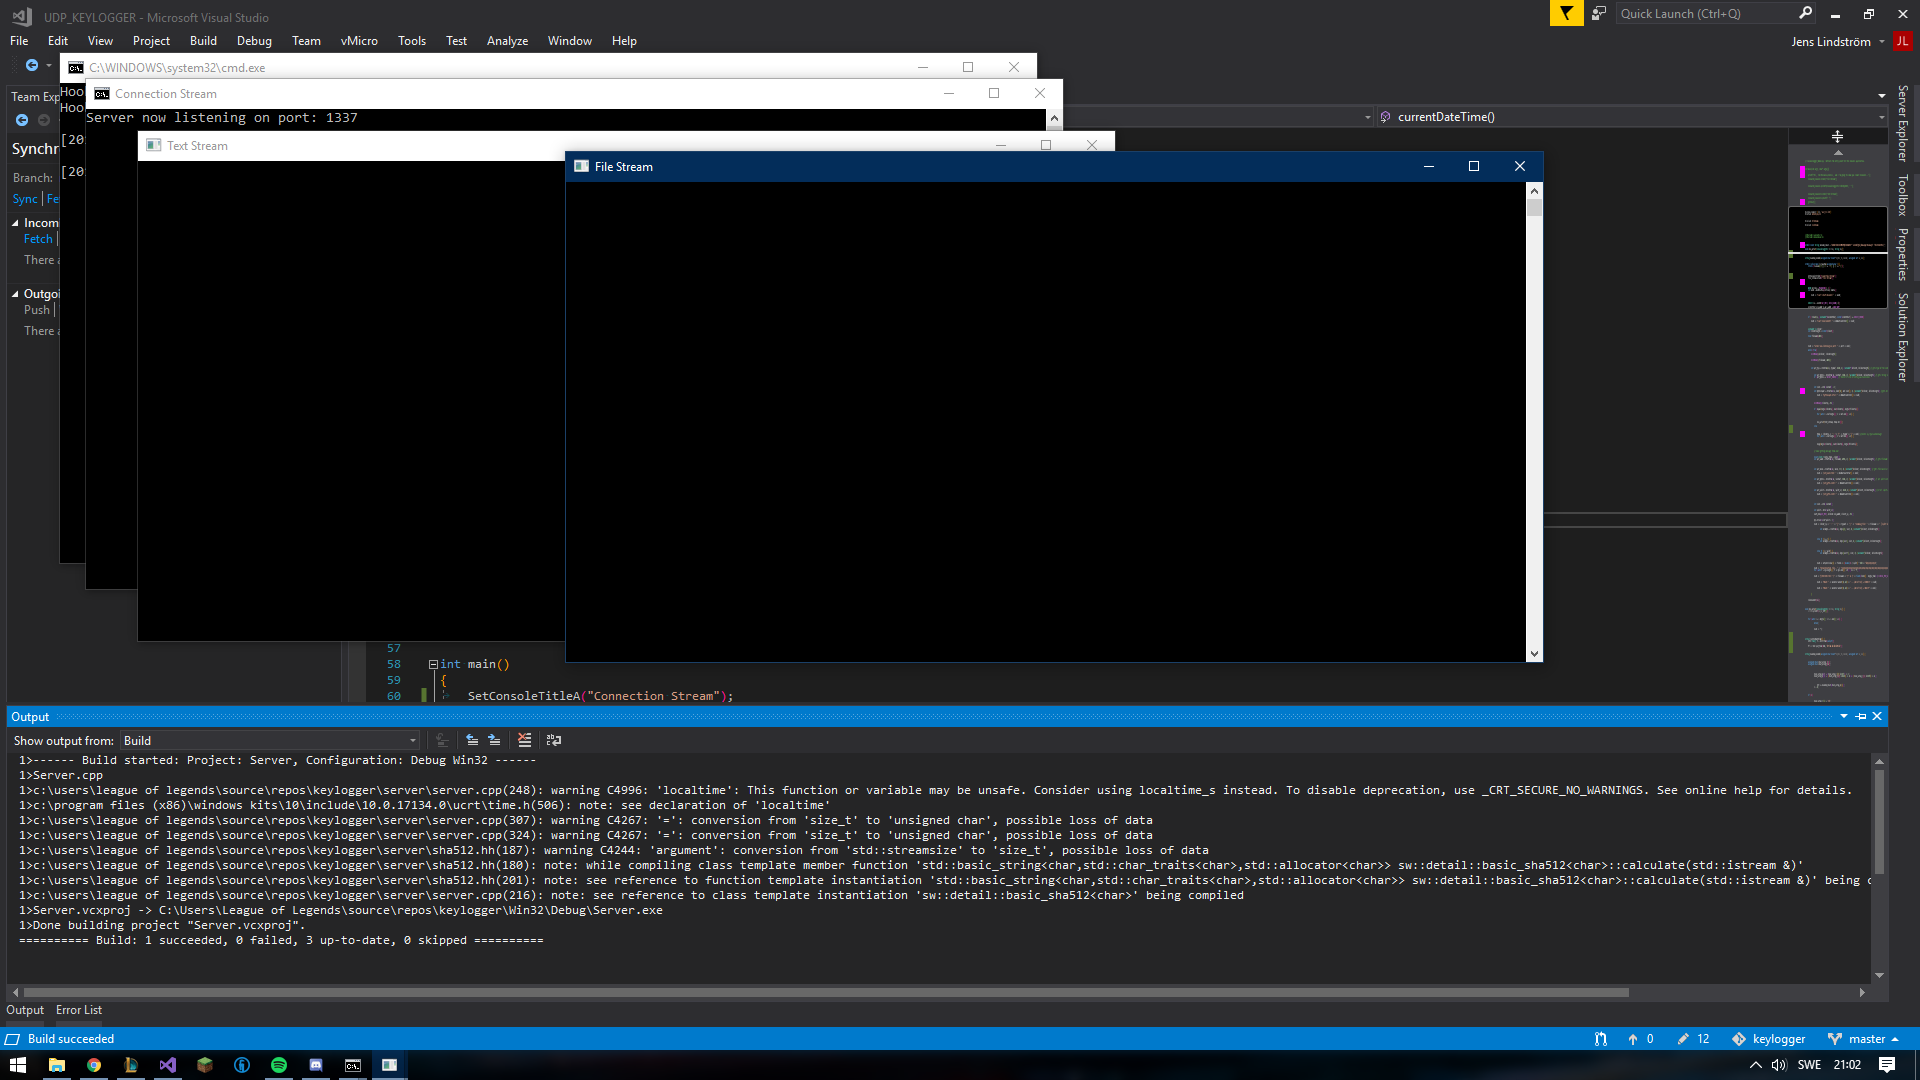 UDP_KEYLOGGER - Microsoft Visual Studio
Quick Launch (Ctrl+Q)
File Edit View Project Build Debug Team vMicro Tools Test Analyze Window Help
Jens Lindström
JL
C:\WINDOWS\system32\cmd.exe
Team Exp
Hoo
Connection Stream
Hoo
Server now listening on port: 1337
currentDateTime()
[20
Text Stream
Synchr
File Stream
[20
Branch:
Sync Fe
Incom
Fetch
There a
Outgoi
Push
There a
Server Explorer
Toolbox
Properties
Solution Explorer
57
58 int main()
59 {
60 SetConsoleTitleA("Connection Stream");
Output
Show output from: Build
1>------ Build started: Project: Server, Configuration: Debug Win32 ------
1>Server.cpp
1>c:\users\league of legends\source\repos\keylogger\server\server.cpp(248): warning C4996: 'localtime': This function or variable may be unsafe. Consider using localtime_s instead. To disable deprecation, use _CRT_SECURE_NO_WARNINGS. See online help for details.
1>c:\program files (x86)\windows kits\10\include\10.0.17134.0\ucrt\time.h(506): note: see declaration of 'localtime'
1>c:\users\league of legends\source\repos\keylogger\server\server.cpp(307): warning C4267: '=': conversion from 'size_t' to 'unsigned char', possible loss of data
1>c:\users\league of legends\source\repos\keylogger\server\server.cpp(324): warning C4267: '=': conversion from 'size_t' to 'unsigned char', possible loss of data
1>c:\users\league of legends\source\repos\keylogger\server\sha512.hh(187): warning C4244: 'argument': conversion from 'std::streamsize' to 'size_t', possible loss of data
1>c:\users\league of legends\source\repos\keylogger\server\sha512.hh(180): note: while compiling class template member function 'std::basic_string<char,std::char_traits<char>,std::allocator<char>> sw::detail::basic_sha512<char>::calculate(std::istream &)'
1>c:\users\league of legends\source\repos\keylogger\server\sha512.hh(201): note: see reference to function template instantiation 'std::basic_string<char,std::char_traits<char>,std::allocator<char>> sw::detail::basic_sha512<char>::calculate(std::istream &)' being c
1>c:\users\league of legends\source\repos\keylogger\server\server.cpp(216): note: see reference to class template instantiation 'sw::detail::basic_sha512<char>' being compiled
1>Server.vcxproj -> C:\Users\League of Legends\source\repos\keylogger\Win32\Debug\Server.exe
1>Done building project "Server.vcxproj".
========== Build: 1 succeeded, 0 failed, 3 up-to-date, 0 skipped ==========
Output Error List
Build succeeded
0 12 keylogger master
SWE 21:02